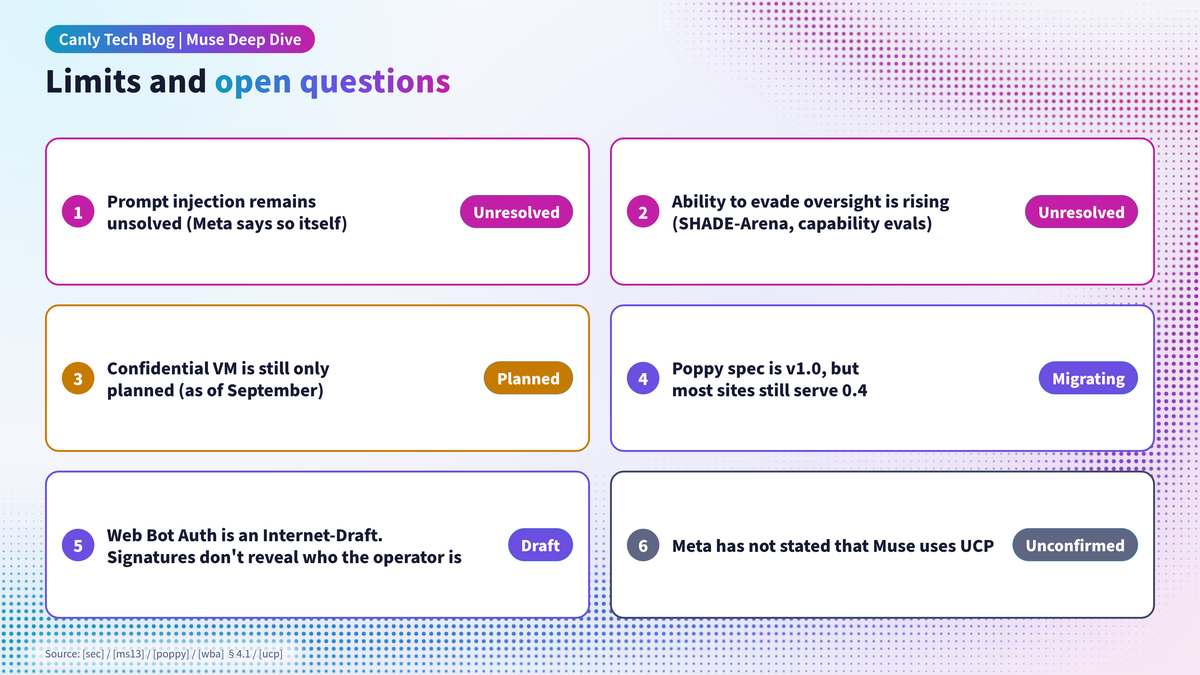 Canly Tech Blog | Muse Deep Dive
Limits and open questions
1
Prompt injection remains
unsolved (Meta says so itself)
Unresolved
2
Ability to evade oversight is rising
(SHADE-Arena, capability evals)
Unresolved
3
Confidential VM is still only
planned (as of September)
Planned
4
Poppy spec is v1.0, but
most sites still serve 0.4
Migrating
5
Web Bot Auth is an Internet-Draft.
Signatures don't reveal who the operator is
Draft
6
Meta has not stated that Muse uses UCP
Unconfirmed
Source: [sec] / [ms13] / [poppy] / [wba] §4.1 / [ucp]